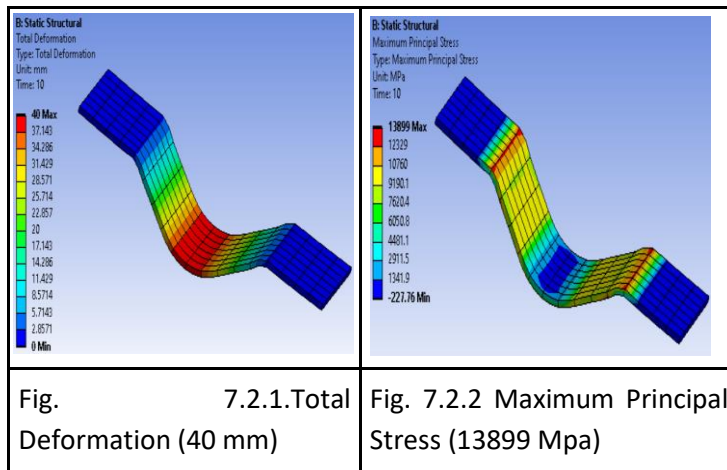 B: Static Structural
Total Deformation
Type: Total Deformation
Unit: mm
Time: 10
40 Max
37.143
34.286
31.429
28.571
25.714
22.857
20
17.143
14.286
11.429
8.5714
5.7143
2.8571
0 Min
B: Static Structural
Maximum Principal Stress
Type: Maximum Principal Stress
Unit: MPa
Time: 10
13899 Max
12329
10760
9190.1
7620.4
6050.8
4481.1
2911.5
1341.9
-227.76 Min
Fig. 7.2.1.Total
Deformation (40 mm)
Fig. 7.2.2 Maximum Principal
Stress (13899 Mpa)